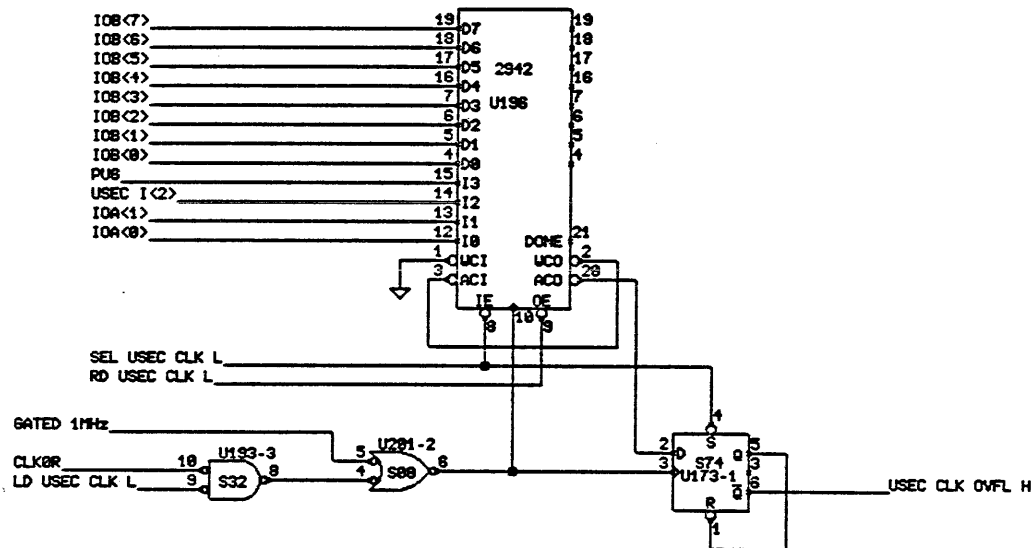 IOB<7> 19 D7 19
IOB<6> 18 D6 18
IOB<5> 17 D5 17
IOB<4> 16 D4 2942 16
IOB<3> 7 D3 U196 7
IOB<2> 6 D2 6
IOB<1> 5 D1 5
IOB<0> 4 D0 4
PU6 15 I3
USEC I<2> 14 I2
IOA<1> 13 I1
IOA<0> 12 I0 DONE 21
1 WCI WCO 2
3 ACI ACO 20
IE OE
8 10 9
SEL USEC CLK L
RD USEC CLK L
4
GATED 1MHz
S
U193-3 5 U201-2 2 D Q 5
CLK0R 10 8 4 S08 6 3 S74 3
LD USEC CLK L 9 S32 U173-1 Q 6 USEC CLK OVFL H
R
1